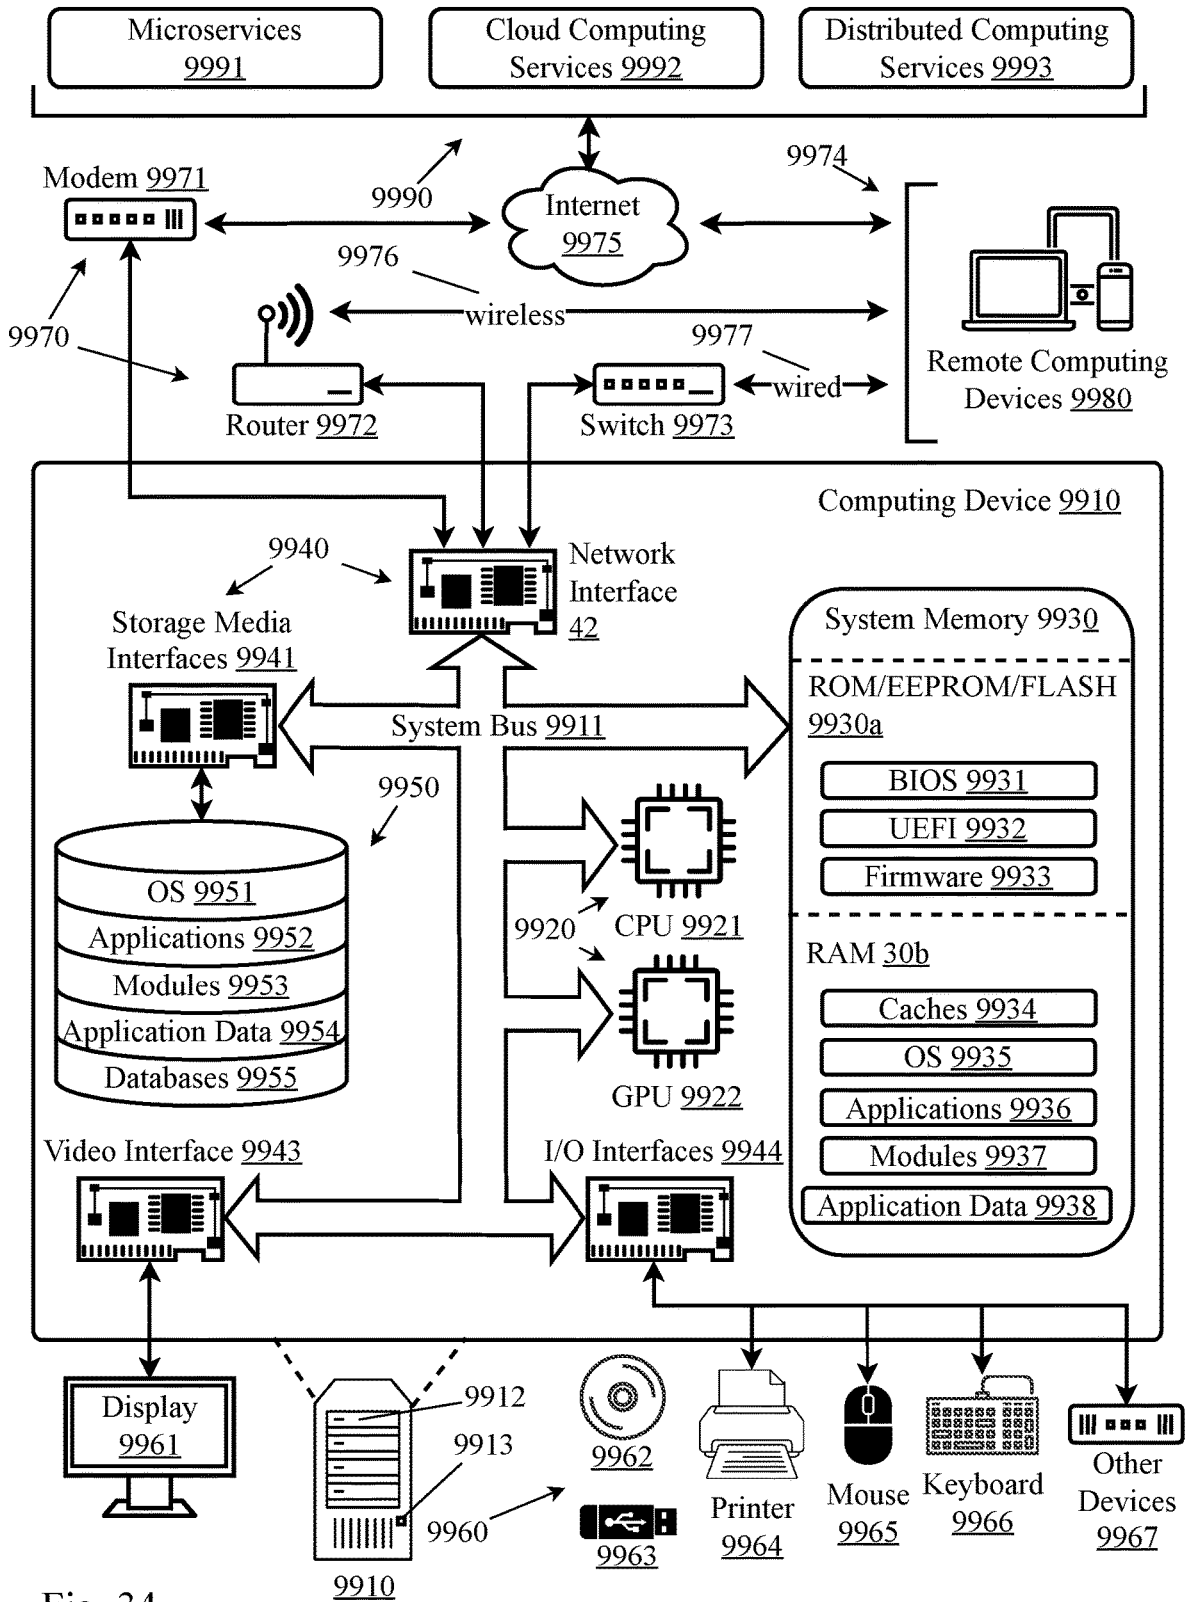 Microservices
9991
Cloud Computing
Services 9992
Distributed Computing
Services 9993
9974
Modem 9971
9990
Internet
9975
9976
wireless
9970
9977
wired
Remote Computing
Devices 9980
Router 9972
Switch 9973
Computing Device 9910
9940
Network
Interface
42
Storage Media
Interfaces 9941
System Memory 9930
ROM/EEPROM/FLASH
9930a
System Bus 9911
BIOS 9931
9950
UEFI 9932
Firmware 9933
OS 9951
Applications 9952
Modules 9953
Application Data 9954
Databases 9955
9920
CPU 9921
GPU 9922
RAM 30b
Caches 9934
OS 9935
Applications 9936
Modules 9937
Application Data 9938
Video Interface 9943
I/O Interfaces 9944
Display
9961
9912
9913
9960
9910
9962
9963
Printer
9964
Mouse
9965
Keyboard
9966
Other
Devices
9967